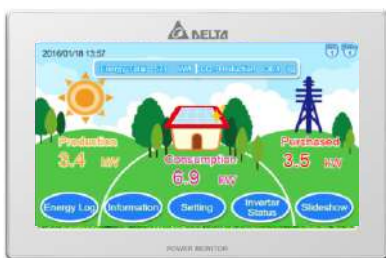 DELTA
2016/01/18 13:57
Production
3.4 kW
Consumption
6.9 kW
Purchased
3.5 kW
Energy Log
Information
Setting
Inverter
Status
Slideshow
POWER MONITOR